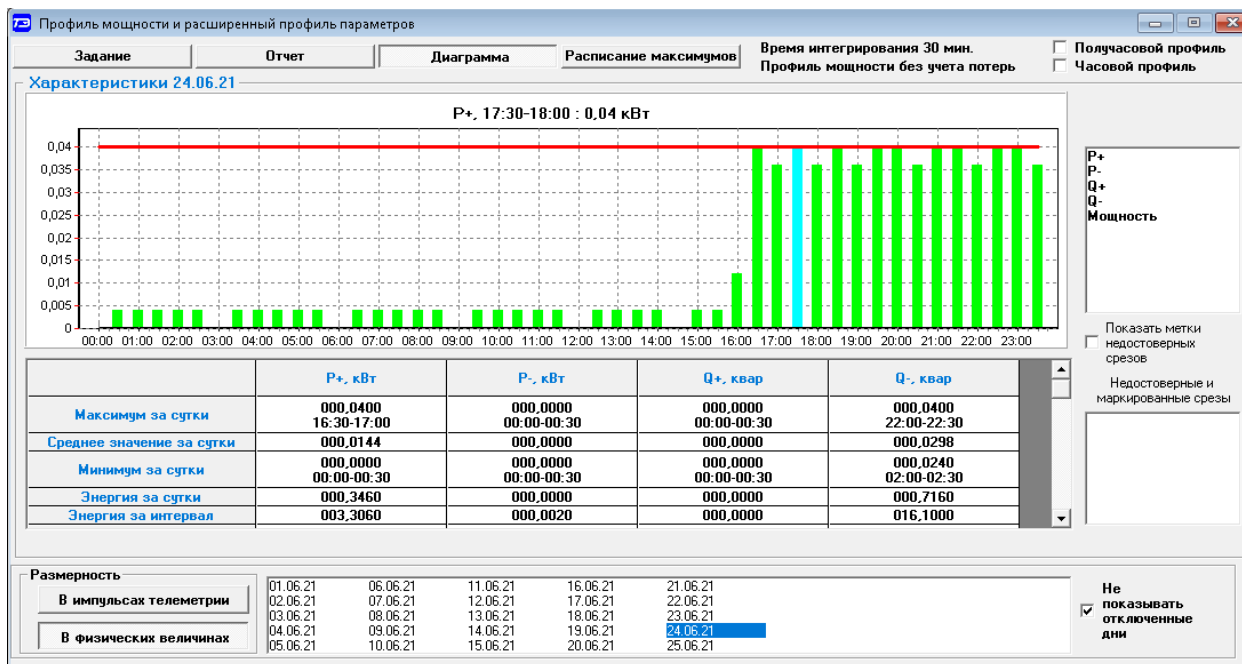 ТЭ Профиль мощности и расширенный профиль параметров
Задание Отчет Диаграмма Расписание максимумов
Время интегрирования 30 мин.
Профиль мощности без учета потерь
Получасовой профиль
Часовой профиль
Характеристики 24.06.21
P+, 17:30-18:00 : 0,04 кВт
0,04
0,035
0,03
0,025
0,02
0,015
0,01
0,005
0
00:00 01:00 02:00 03:00 04:00 05:00 06:00 07:00 08:00 09:00 10:00 11:00 12:00 13:00 14:00 15:00 16:00 17:00 18:00 19:00 20:00 21:00 22:00 23:00
P+
P-
Q+
Q-
Мощность
Показать метки
недостоверных
срезов
Недостоверные и
маркированные срезы
P+, кВт P-, кВт Q+, квар Q-, квар
Максимум за сутки 000,0400 000,0000 000,0000 000,0400
16:30-17:00 00:00-00:30 00:00-00:30 22:00-22:30
Среднее значение за сутки 000,0144 000,0000 000,0000 000,0298
Минимум за сутки 000,0000 000,0000 000,0000 000,0240
00:00-00:30 00:00-00:30 00:00-00:30 02:00-02:30
Энергия за сутки 000,3460 000,0000 000,0000 000,7160
Энергия за интервал 003,3060 000,0020 000,0000 016,1000
Размерность
В импульсах телеметрии
В физических величинах
01.06.21 06.06.21 11.06.21 16.06.21 21.06.21
02.06.21 07.06.21 12.06.21 17.06.21 22.06.21
03.06.21 08.06.21 13.06.21 18.06.21 23.06.21
04.06.21 09.06.21 14.06.21 19.06.21 24.06.21
05.06.21 10.06.21 15.06.21 20.06.21 25.06.21
Не
показывать
отключенные
дни